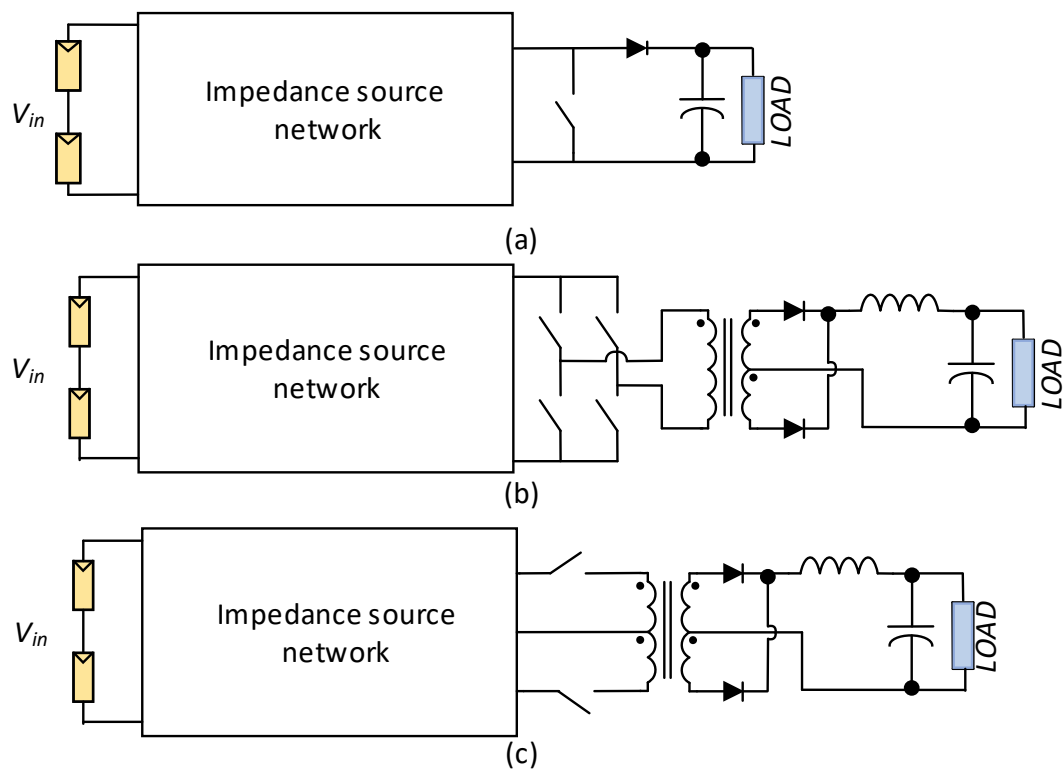 V_in
Impedance source
network
LOAD
(a)
V_in
Impedance source
network
LOAD
(b)
V_in
Impedance source
network
LOAD
(c)